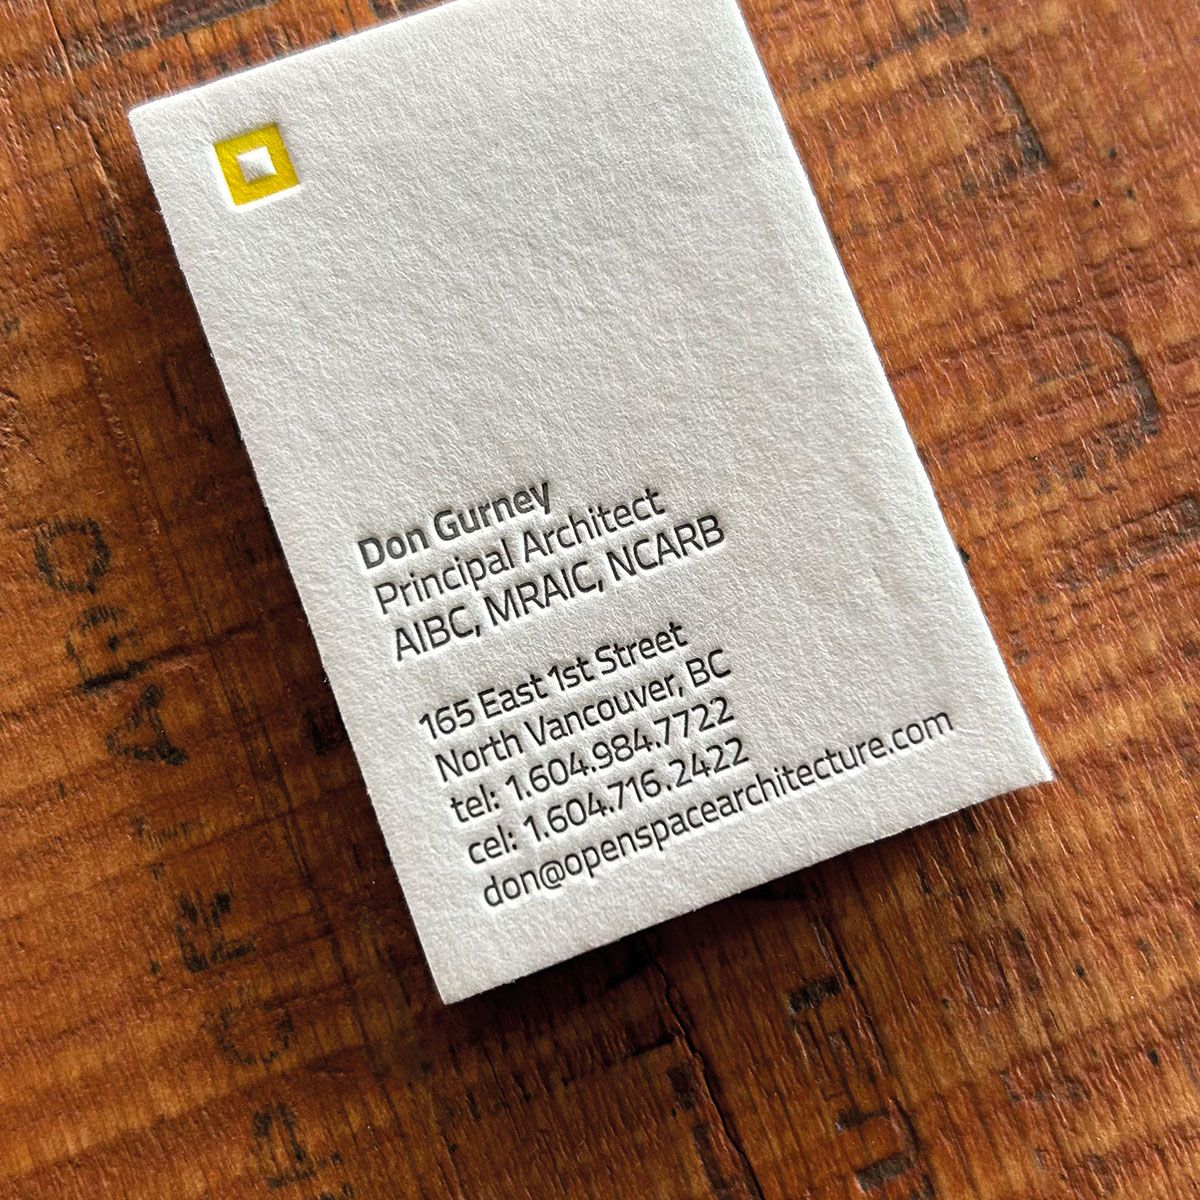 Don Gurney
Principal Architect
AIBC, MRAIC, NCARB
165 East 1st Street
North Vancouver, BC
tel: 1.604.984.7722
cel: 1.604.716.2422
don@openspacearchitecture.com